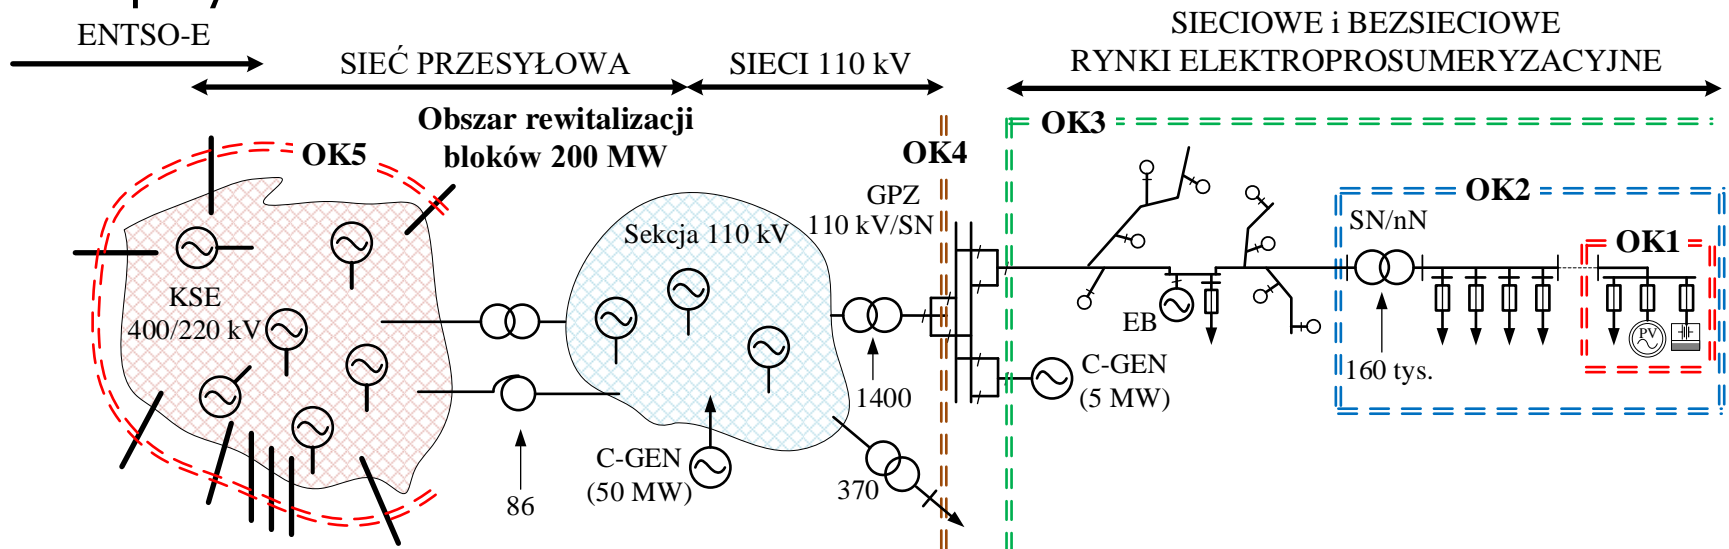 ENTSO-E
SIEĆ PRZESYŁOWA
SIECI 110 kV
SIECIOWE i BEZSIECIOWE
RYNKI ELEKTROPROSUMERYZACYJNE
Obszar rewitalizacji
bloków 200 MW
OK5
OK4
OK3
OK2
OK1
GPZ
110 kV/SN
SN/nN
Sekcja 110 kV
KSE
400/220 kV
EB
PV
160 tys.
C-GEN
(5 MW)
1400
C-GEN
(50 MW)
370
86